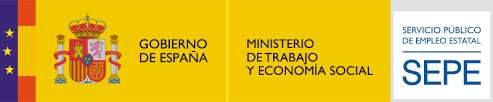 GOBIERNO
DE ESPAÑA
MINISTERIO
DE TRABAJO
Y ECONOMÍA SOCIAL
SERVICIO PÚBLICO
DE EMPLEO ESTATAL
SEPE